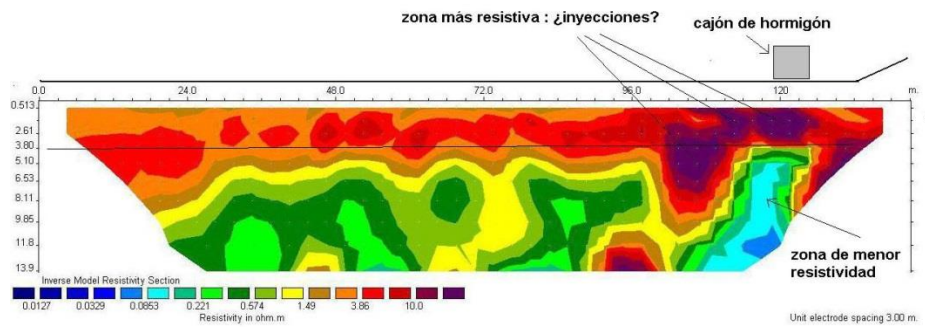 zona más resistiva : ¿inyecciones?
cajón de hormigón
0.0 24.0 48.0 72.0 96.0 120 m.
0.513
2.61
3.80
5.10
6.53
8.11
9.85
11.8
13.9
zona de menor
resistividad
Inverse Model Resistivity Section
0.0127 0.0329 0.0853 0.221 0.574 1.49 3.86 10.0
Resistivity in ohm.m
Unit electrode spacing 3.00 m.